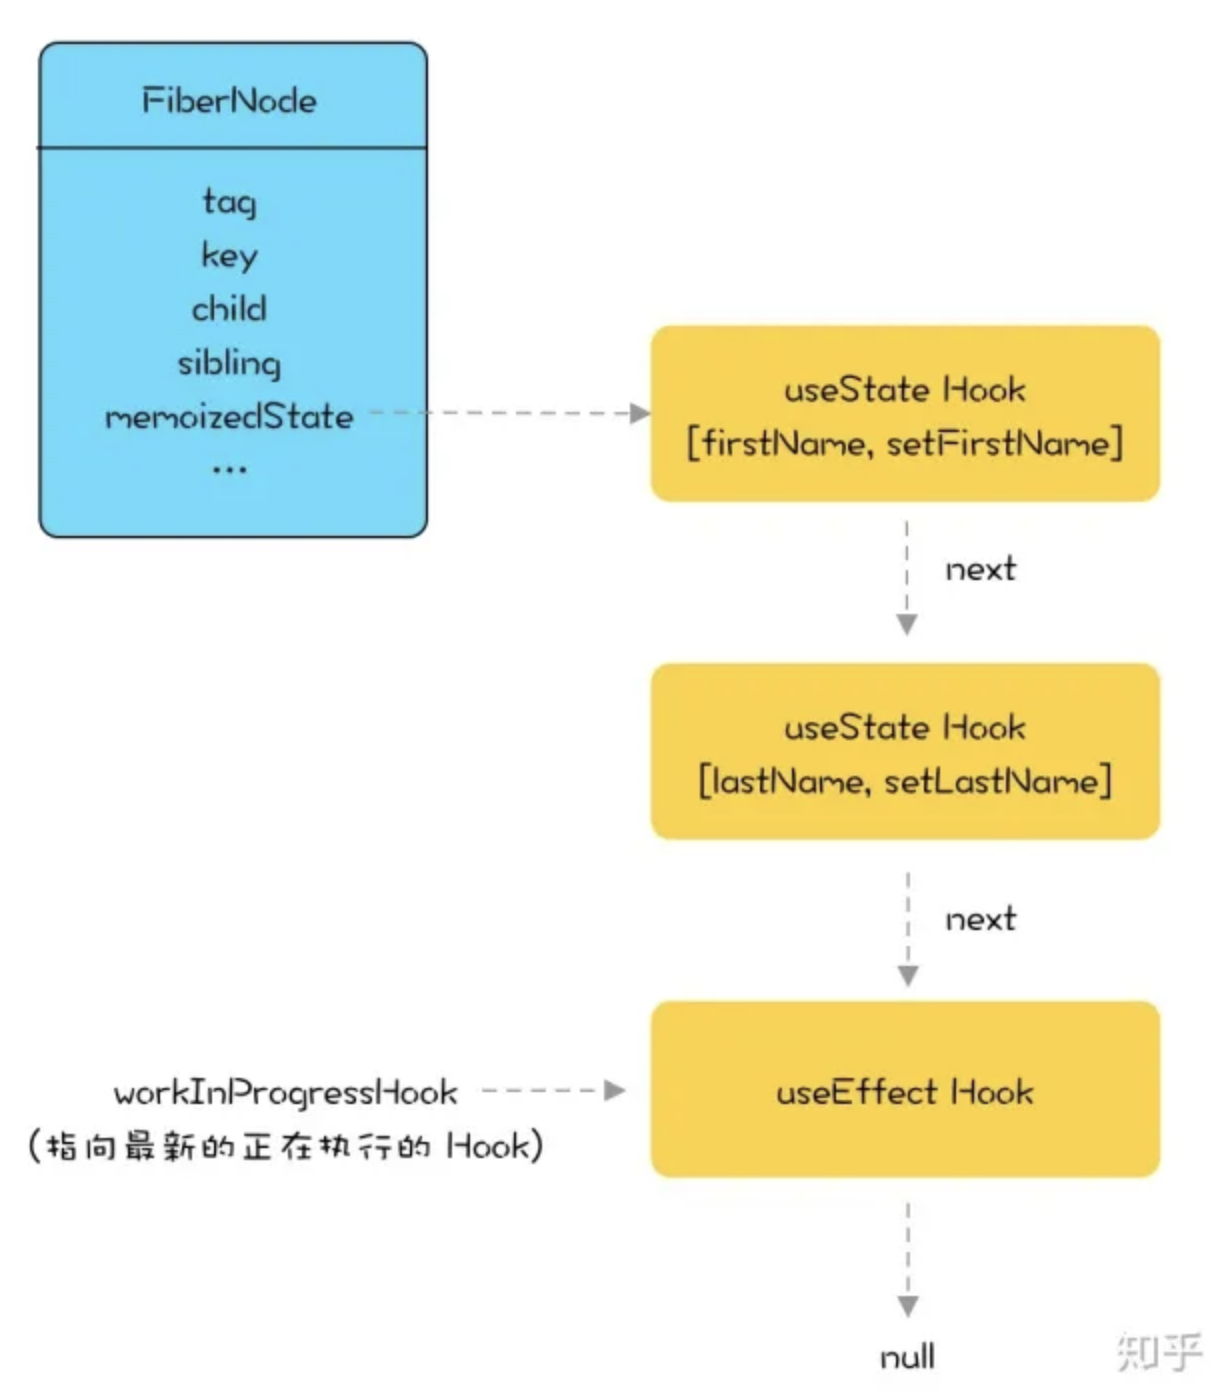 FiberNode
tag
key
child
sibling
memoizedState
...
useState Hook
[firstName, setFirstName]
next
useState Hook
[lastName, setLastName]
next
workInProgressHook
(指向最新的正在执行的 Hook)
useEffect Hook
null
知乎